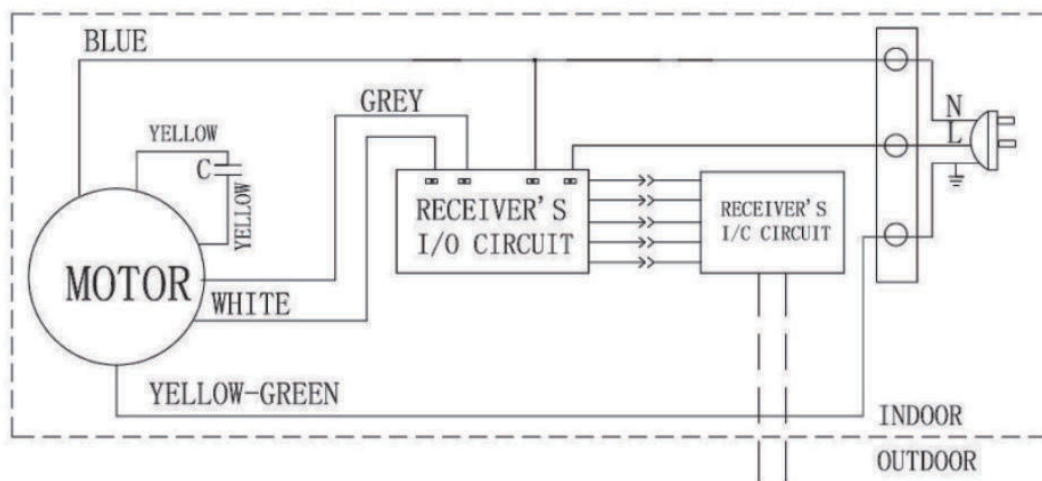 BLUE
GREY
YELLOW
C
YELLOW
N
L
RECEIVER'S
I/O CIRCUIT
RECEIVER'S
I/C CIRCUIT
MOTOR
WHITE
YELLOW-GREEN
INDOOR
OUTDOOR